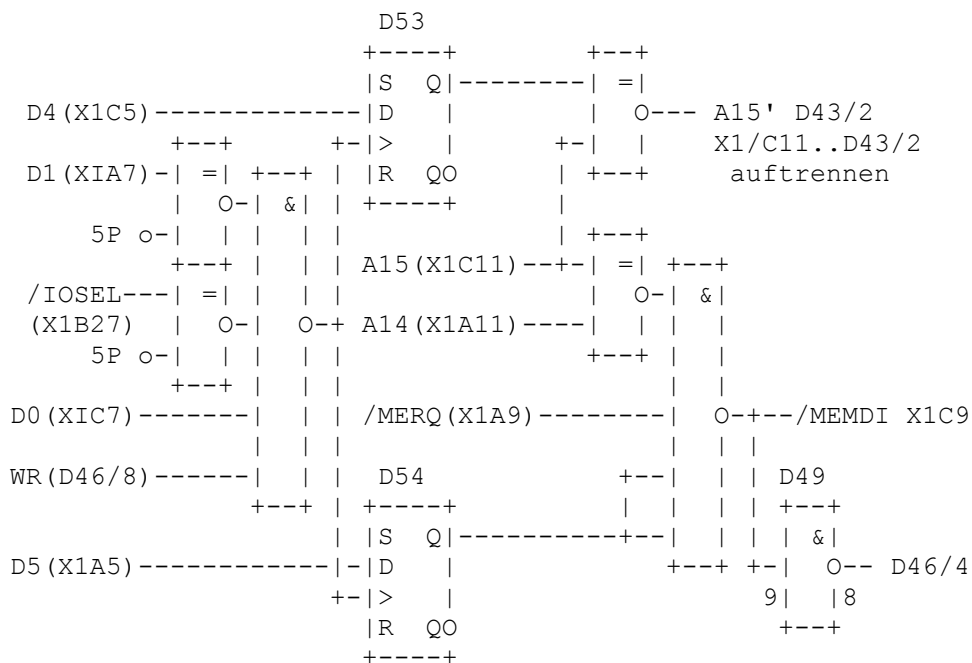 D53
+----+ +--+
|S Q|--------| =|
D4(X1C5)-------------|D | | O--- A15' D43/2
+--+ +-|> | +-| | X1/C11..D43/2
D1(XIA7)-| =| +--+ | |R QO | +--+ auftrennen
| O-| &| | +----+ |
5P o-| | | | | | +--+
+--+ | | | A15(X1C11)--+-| =| +--+
/IOSEL---| =| | | | | O-| &|
(X1B27) | O-| O-+ A14(X1A11)----| | | |
5P o-| | | | | +--+ | |
+--+ | | | | |
D0(XIC7)-------| | | /MERQ(X1A9)--------| O-+--/MEMDI X1C9
| | | | | |
WR(D46/8)------| | | D54 +--| | | D49
+--+ | +----+ | | | | +--+
| |S Q|----------+--| | | | &|
D5(X1A5)------------|-|D | +--+ +-| O-- D46/4
+-|> | 9| |8
|R QO +--+
+----+